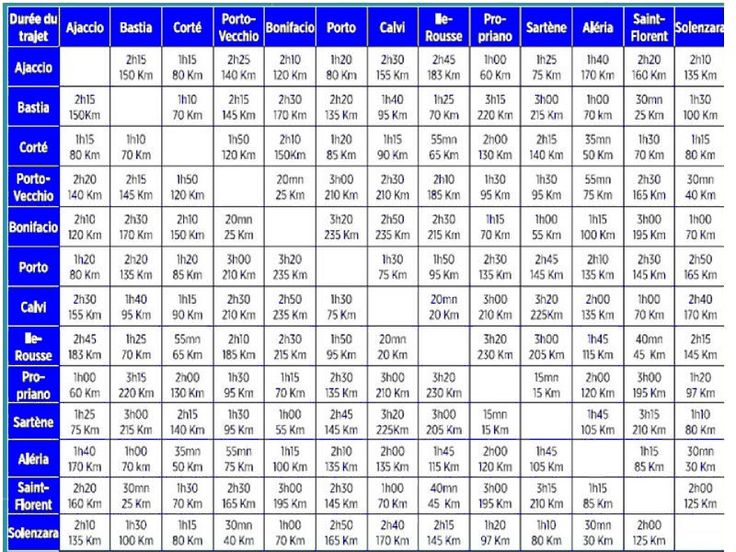 Durée du trajet Ajaccio Bastia Corté Porto-Vecchio Bonifacio Porto Calvi Ile-Rousse Pro-priano Sartène Aléria Saint-Florent Solenzara
Ajaccio 2h15 1h15 2h25 2h10 1h20 2h30 2h45 1h00 1h25 1h40 2h20 2h10
150 Km 80 Km 140 Km 120 Km 80 Km 155 Km 183 Km 60 Km 75 Km 170 Km 160 Km 135 Km
Bastia 2h15 1h10 2h15 2h30 2h20 1h40 1h25 3h15 3h00 1h00 30mn 1h30
150Km 70 Km 145 Km 170 Km 135 Km 95 Km 70 Km 220 Km 215 Km 70 km 25 Km 100 Km
Corté 1h15 1h10 1h50 2h10 1h20 1h15 55mn 2h00 2h15 35mn 1h30 1h15
80 Km 70 Km 120 Km 150Km 85 Km 90 Km 65 Km 130 Km 140 Km 50 Km 70 Km 80 Km
Porto- 2h20 2h15 1h50 20mn 3h00 2h30 2h10 1h30 1h30 55mn 2h30 30mn
Vecchio 140 Km 145 Km 120 Km 25 Km 210 Km 210 Km 185 Km 95 Km 95 Km 75 Km 165 Km 40 Km
Bonifacio 2h10 2h30 2h10 20mn 3h20 2h50 2h30 1h15 1h00 1h15 3h00 1h00
120 Km 170 Km 150 Km 25 Km 235 Km 235 Km 215 Km 70 Km 55 Km 100 Km 195 Km 70 Km
Porto 1h20 2h20 1h20 3h00 3h20 1h30 1h50 2h30 2h45 2h10 2h30 2h50
80 Km 135 Km 85 Km 210 Km 235 Km 75 Km 95 Km 135 Km 145 Km 135 Km 145 Km 165 Km
Calvi 2h30 1h40 1h15 2h30 2h50 1h30 20mn 3h00 3h20 2h00 1h00 2h40
155 Km 95 Km 90 Km 210 Km 235 Km 75 Km 20 Km 210 Km 225Km 135 Km 70 Km 170 Km
Ile- 2h45 1h25 55mn 2h10 2h30 1h50 20mn 3h20 3h00 1h45 40mn 2h15
Rousse 183 Km 70 Km 65 Km 185 Km 215 Km 95 Km 20 Km 230 Km 205 Km 115 Km 45 Km 145 Km
Pro- 1h00 3h15 2h00 1h30 1h15 2h30 3h00 3h20 15mn 2h00 3h00 1h20
priano 60 Km 220 Km 130 Km 95 Km 70 Km 135 Km 210 Km 230 Km 15 Km 120 Km 195 Km 97 Km
Sartène 1h25 3h00 2h15 1h30 1h00 2h45 3h20 3h00 15mn 1h45 3h15 1h10
75 Km 215 Km 140 Km 95 Km 55 Km 145 Km 225Km 205 Km 15 Km 105 Km 210 Km 80 Km
Aléria 1h40 1h00 35mn 55mn 1h15 2h10 2h00 1h45 2h00 1h45 1h15 30mn
170 Km 70 km 50 Km 75 Km 100 Km 135 Km 135 Km 115 Km 120 Km 105 Km 85 Km 30 Km
Saint- 2h20 30mn 1h30 2h30 3h00 2h30 1h00 40mn 3h00 3h15 1h15 2h00
Florent 160 Km 25 Km 70 Km 165 Km 195 Km 145 Km 70 Km 45 Km 195 Km 210 Km 85 Km 125 Km
Solenzara 2h10 1h30 1h15 30mn 1h00 2h50 2h40 2h15 1h20 1h10 30mn 2h00
135 Km 100 Km 80 Km 40 Km 70 Km 165 Km 170 Km 145 Km 97 Km 80 Km 30 Km 125 Km